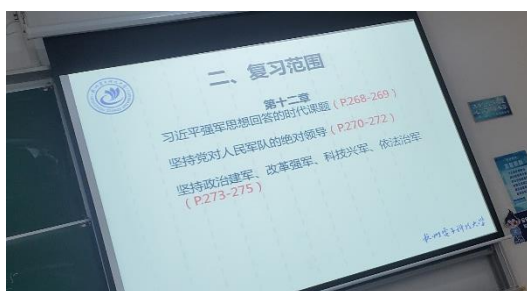 二、复习范围
第十二章
习近平强军思想回答的时代课题（P.268-269）
坚持党对人民军队的绝对领导（P.270-272）
坚持政治建军、改革强军、科技兴军、依法治军
（P.273-275）
杭州电子科技大学